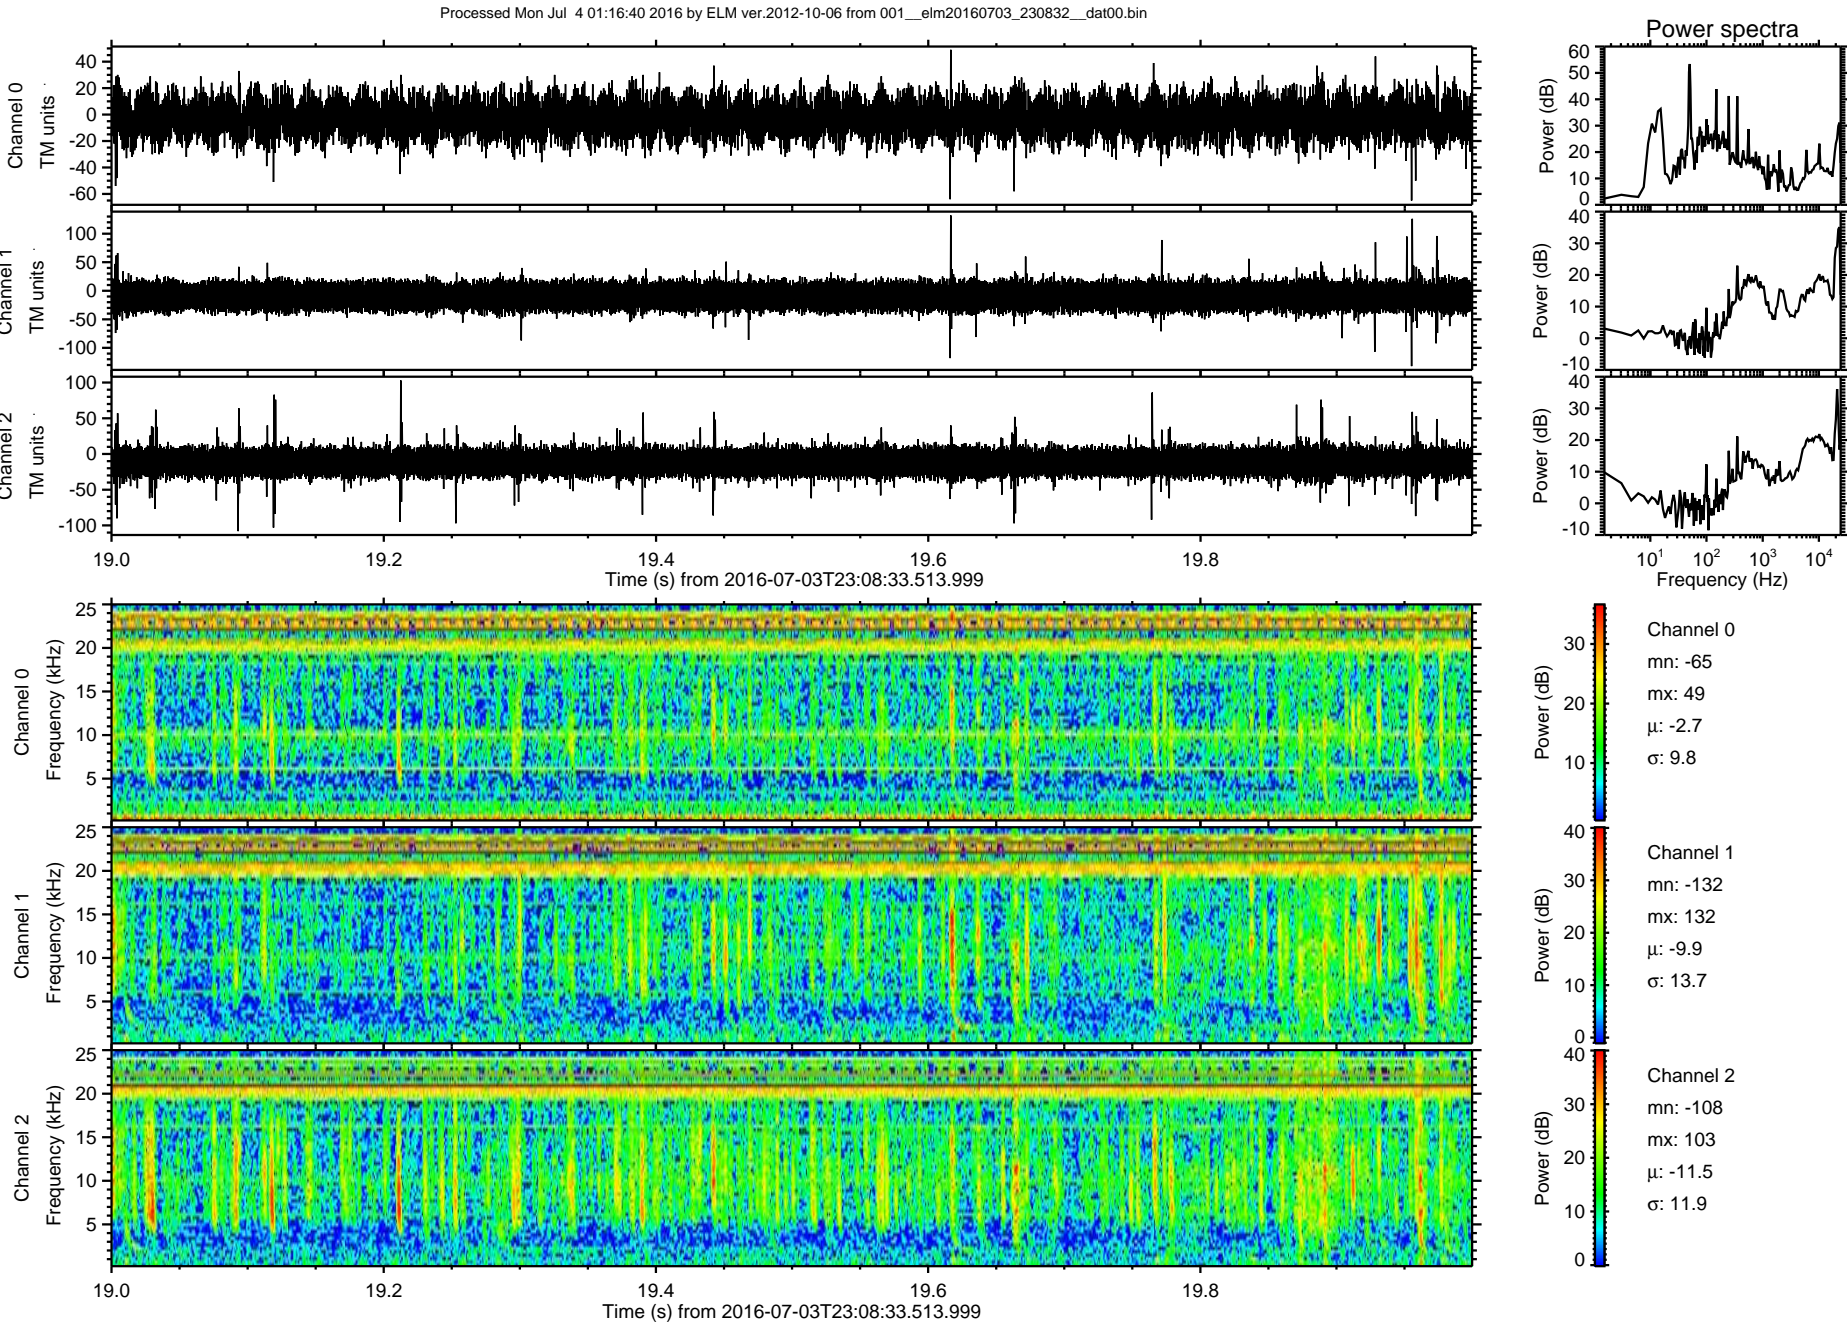 Processed Mon Jul  4 01:16:40 2016 by ELM ver.2012-10-06 from 001__elm20160703_230832__dat00.bin
Power spectra
Channel 0
TM units
40
20
0
-20
-40
-60
Power (dB)
60
50
40
30
20
10
0
Channel 1
TM units
100
50
0
-50
-100
Power (dB)
40
30
20
10
0
-10
Channel 2
TM units
100
50
0
-50
-100
Power (dB)
40
30
20
10
0
-10
19.0 19.2 19.4 19.6 19.8
Time (s) from 2016-07-03T23:08:33.513.999
10^1 10^2 10^3 10^4
Frequency (Hz)
Channel 0
Frequency (kHz)
25
20
15
10
5
Power (dB)
30
20
10
Channel 0
mn: -65
mx: 49
μ: -2.7
σ: 9.8
Channel 1
Frequency (kHz)
25
20
15
10
5
Power (dB)
40
30
20
10
0
Channel 1
mn: -132
mx: 132
μ: -9.9
σ: 13.7
Channel 2
Frequency (kHz)
25
20
15
10
5
Power (dB)
40
30
20
10
0
Channel 2
mn: -108
mx: 103
μ: -11.5
σ: 11.9
19.0 19.2 19.4 19.6 19.8
Time (s) from 2016-07-03T23:08:33.513.999